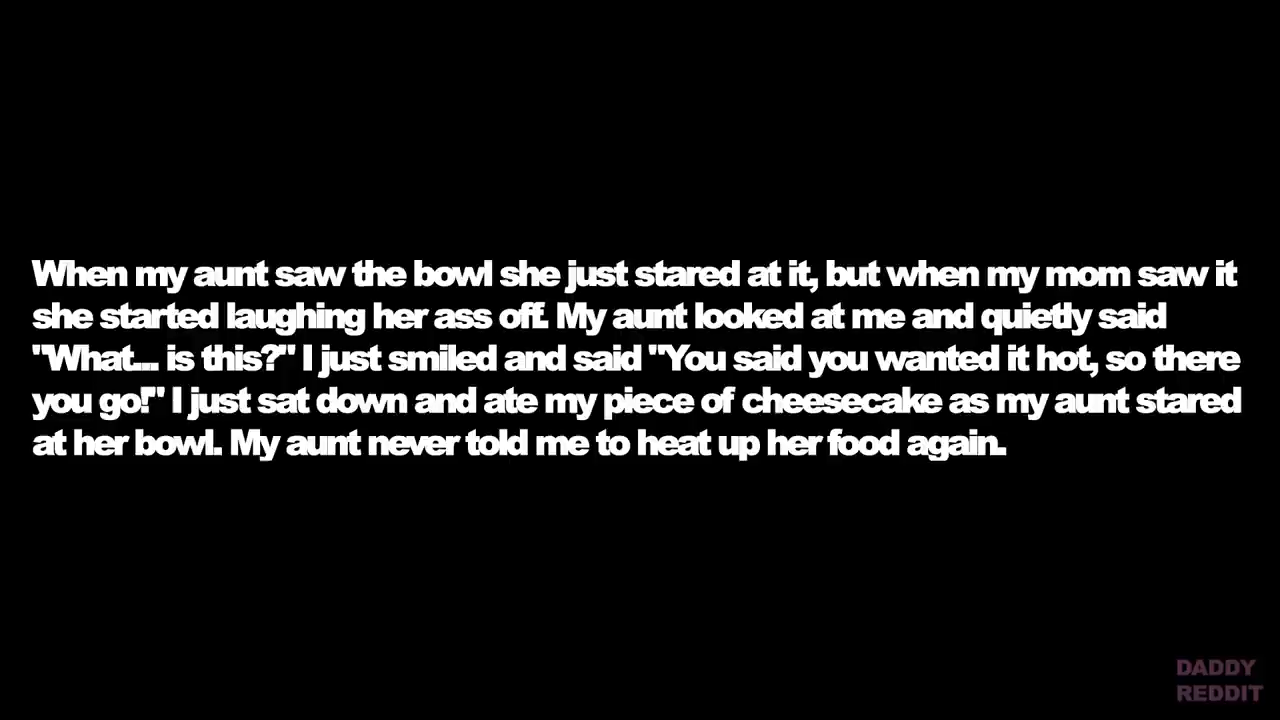 When my aunt saw the bowl she just stared at it, but when my mom saw it
she started laughing her ass off. My aunt looked at me and quietly said
"What... is this?" I just smiled and said "You said you wanted it hot, so there
you go!" I just sat down and ate my piece of cheesecake as my aunt stared
at her bowl. My aunt never told me to heat up her food again.
DADDY
REDDIT